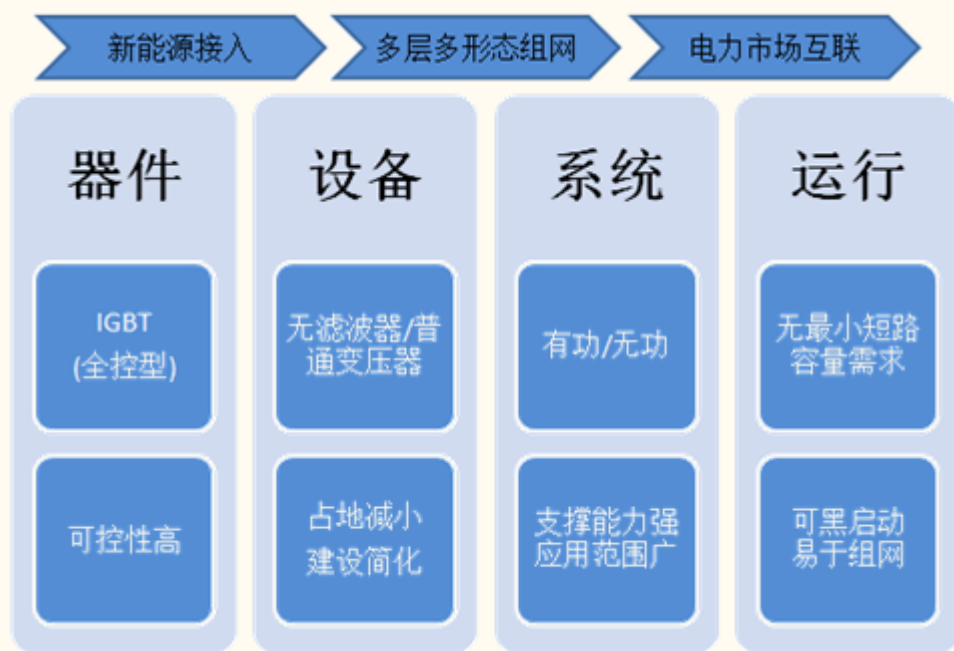 新能源接入
多层多形态组网
电力市场互联
器件
设备
系统
运行
IGBT
(全控型)
无滤波器/普
通变压器
有功/无功
无最小短路
容量需求
可控性高
占地减小
建设简化
支撑能力强
应用范围广
可黑启动
易于组网